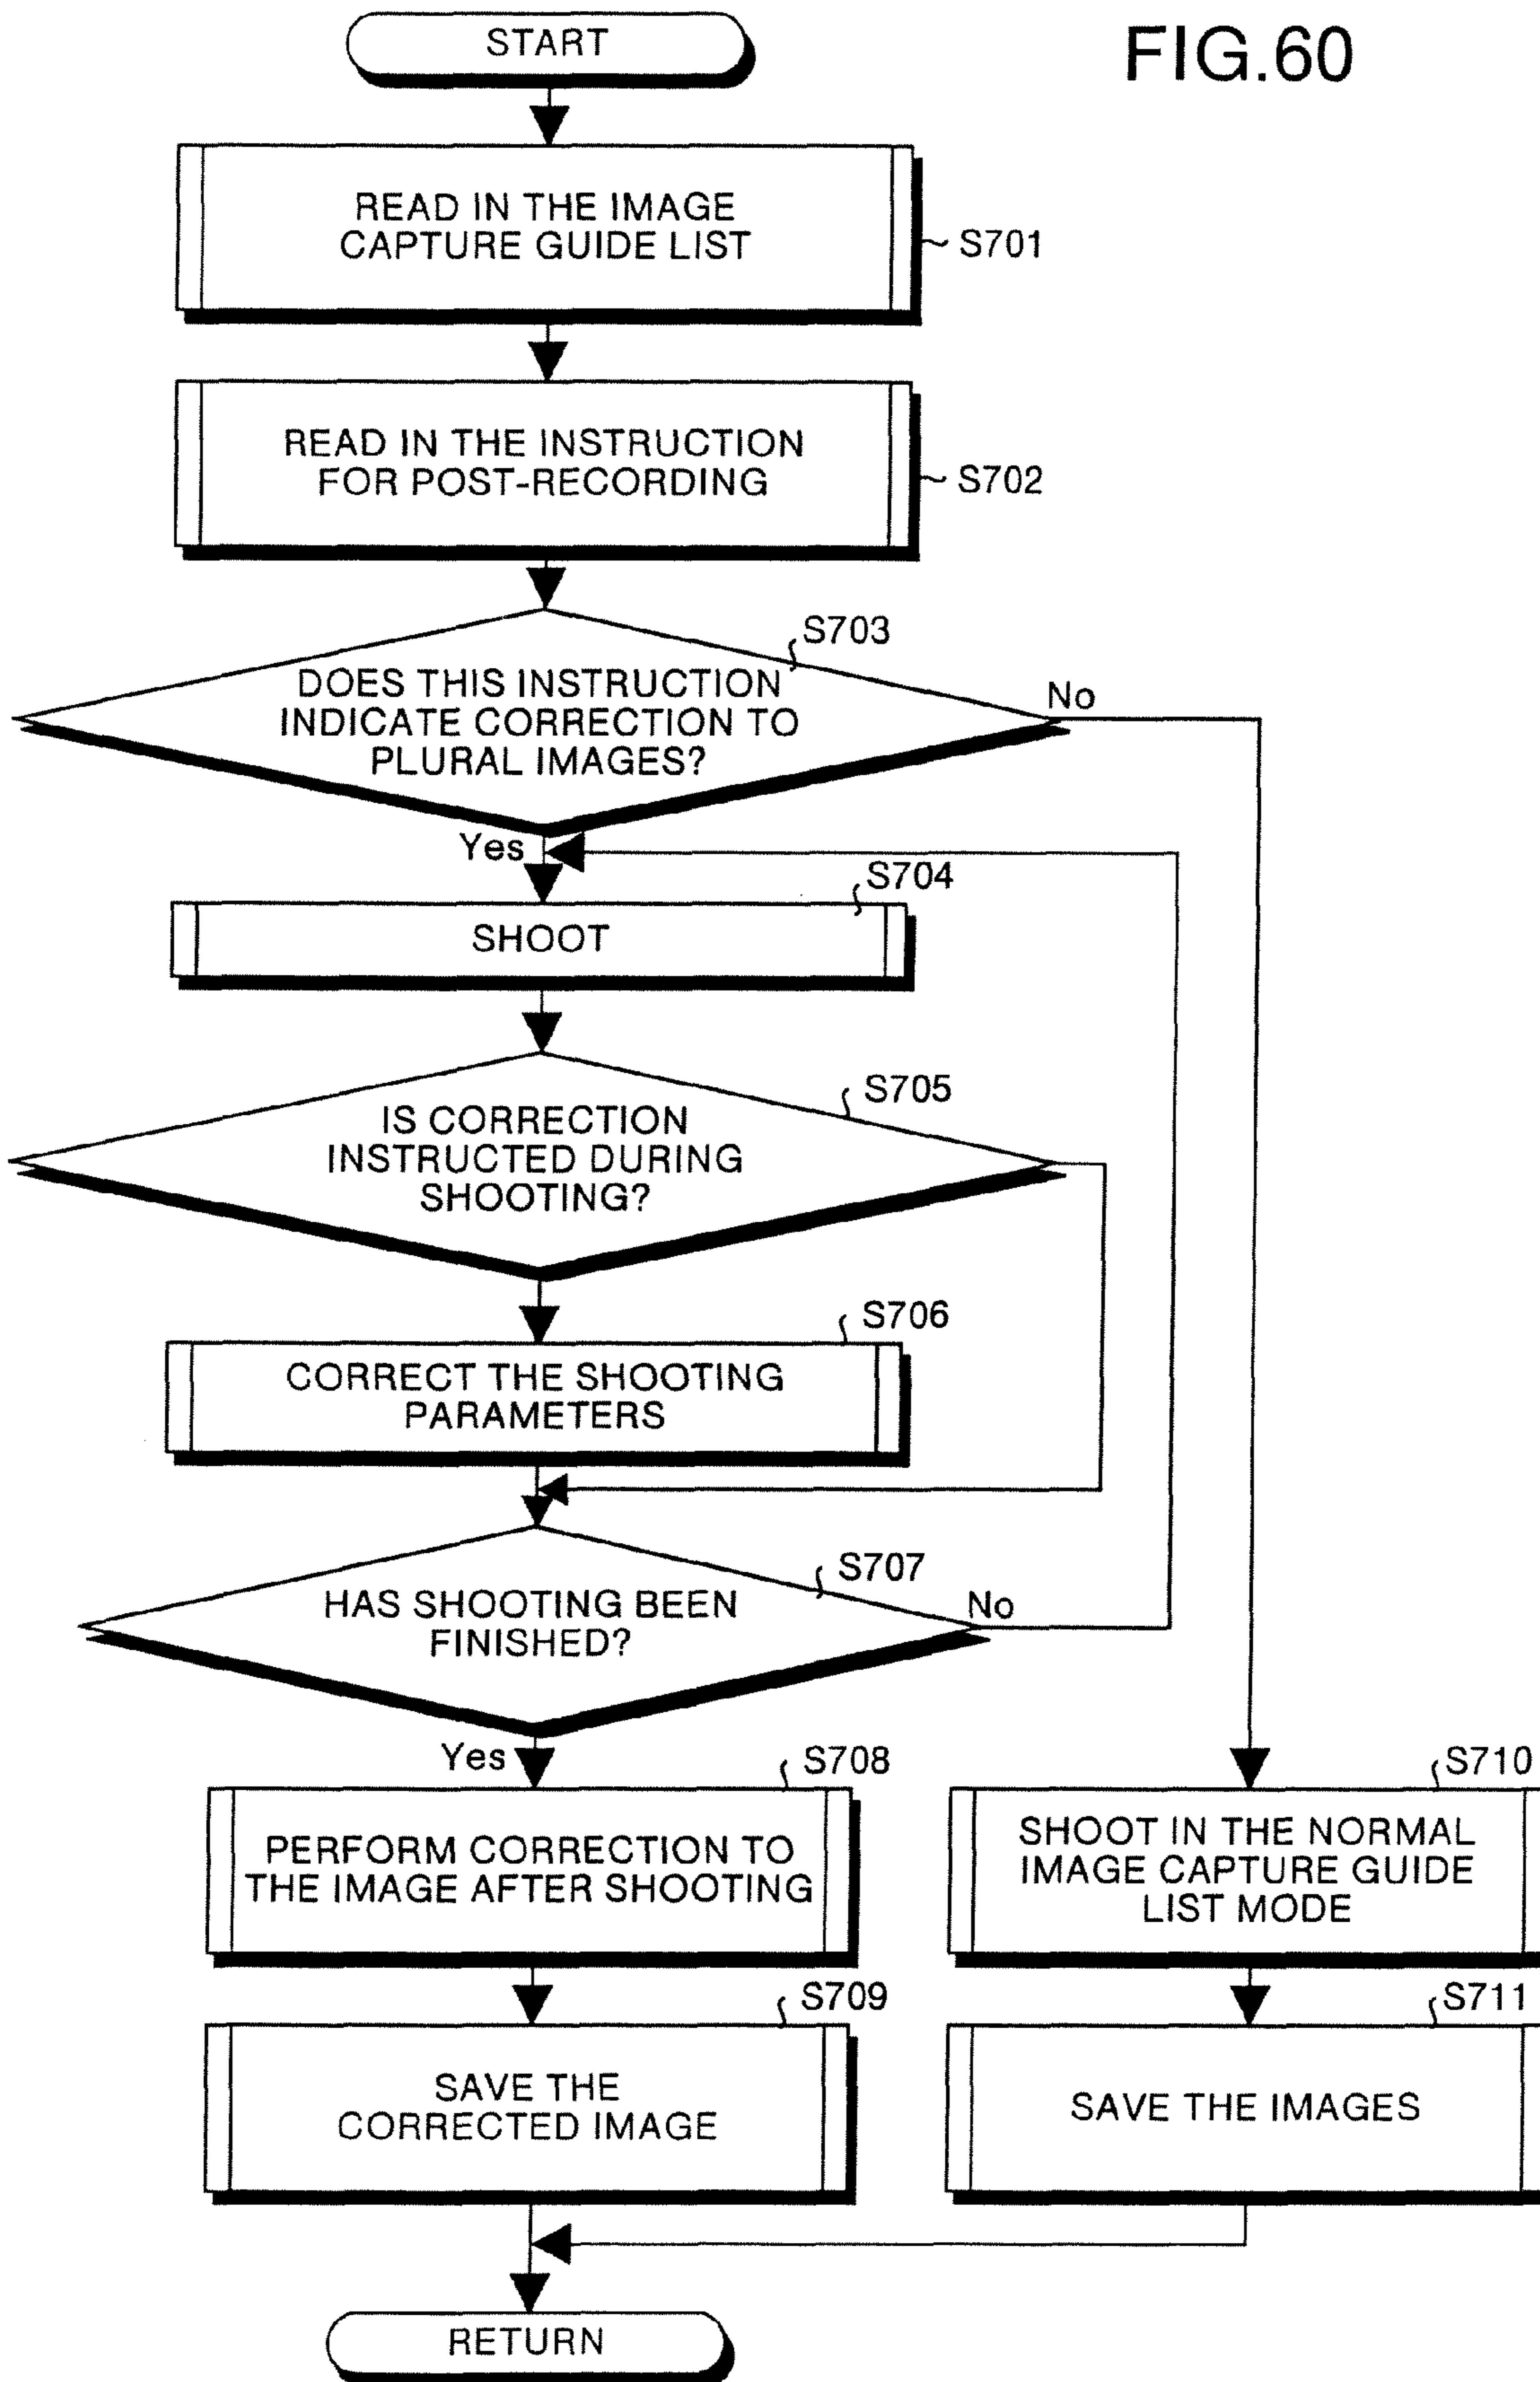 FIG.60
START
READ IN THE IMAGE
CAPTURE GUIDE LIST
S701
READ IN THE INSTRUCTION
FOR POST-RECORDING
S702
S703
DOES THIS INSTRUCTION
INDICATE CORRECTION TO
PLURAL IMAGES?
No
Yes
S704
SHOOT
S705
IS CORRECTION
INSTRUCTED DURING
SHOOTING?
S706
CORRECT THE SHOOTING
PARAMETERS
S707
HAS SHOOTING BEEN
FINISHED?
No
Yes
S708
PERFORM CORRECTION TO
THE IMAGE AFTER SHOOTING
S710
SHOOT IN THE NORMAL
IMAGE CAPTURE GUIDE
LIST MODE
S709
SAVE THE
CORRECTED IMAGE
S711
SAVE THE IMAGES
RETURN